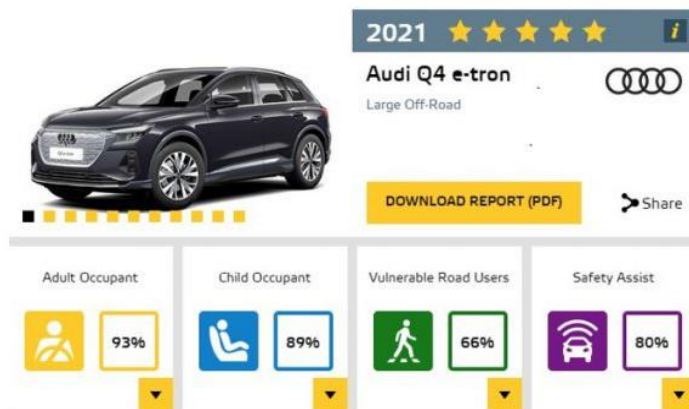 2021
i
Audi Q4 e-tron
Large Off-Road
DOWNLOAD REPORT (PDF)
Share
Adult Occupant
Child Occupant
Vulnerable Road Users
Safety Assist
93%
89%
66%
80%